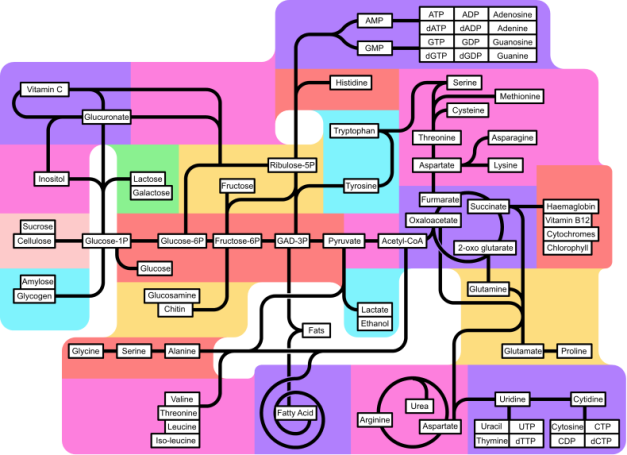 AMP
ATP ADP Adenosine
dATP dADP Adenine
GMP
GTP GDP Guanosine
dGTP dGDP Guanine
Vitamin C
Histidine
Serine
Methionine
Cysteine
Glucuronate
Tryptophan
Threonine
Asparagine
Ribulose-5P
Aspartate
Lysine
Inositol
Lactose
Galactose
Fructose
Tyrosine
Furmarate
Succinate
Haemaglobin
Vitamin B12
Cytochromes
Chlorophyll
Oxaloacetate
Sucrose
Cellulose
Glucose-1P
Glucose-6P
Fructose-6P
GAD-3P
Pyruvate
Acetyl-CoA
2-oxo glutarate
Glucose
Amylose
Glycogen
Glucosamine
Chitin
Glutamine
Lactate
Ethanol
Fats
Glycine
Serine
Alanine
Glutamate
Proline
Valine
Threonine
Leucine
Iso-leucine
Fatty Acid
Urea
Arginine
Aspartate
Uridine
Cytidine
Uracil UTP
Thymine dTTP
Cytosine CTP
CDP dCTP